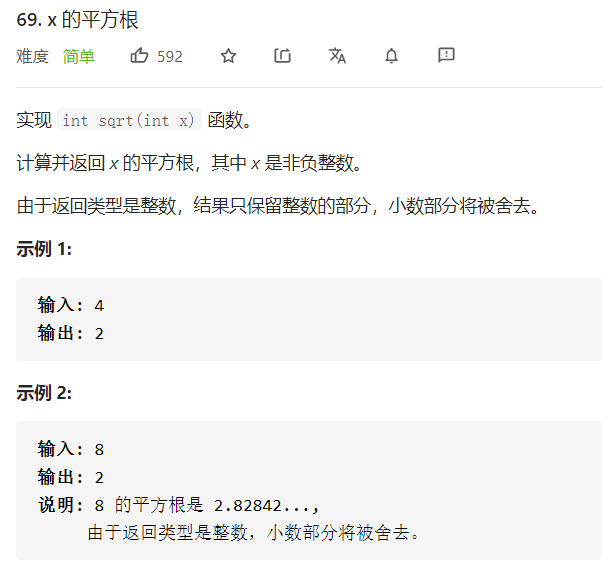 69. x 的平方根
难度 简单 592
实现 int sqrt(int x) 函数。
计算并返回 x 的平方根，其中 x 是非负整数。
由于返回类型是整数，结果只保留整数的部分，小数部分将被舍去。
示例 1:
输入: 4
输出: 2
示例 2:
输入: 8
输出: 2
说明: 8 的平方根是 2.82842...,
由于返回类型是整数，小数部分将被舍去。